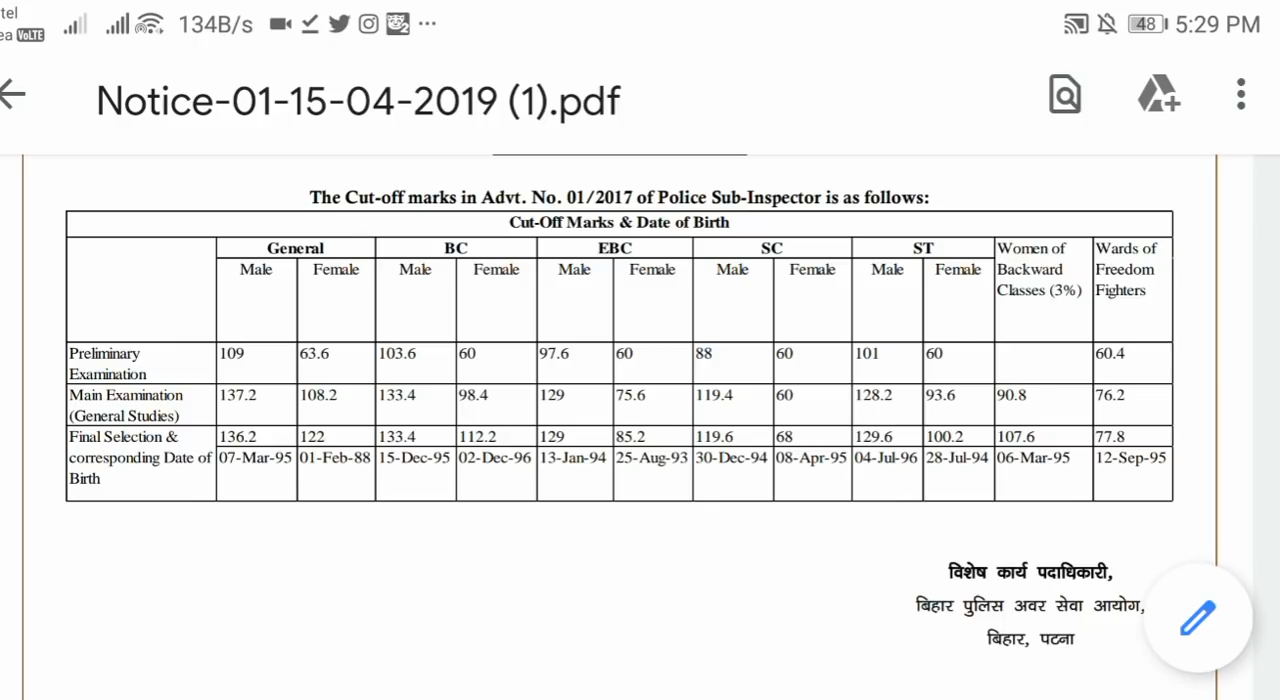 tel
134B/s
48 5:29 PM
ea VoLTE
Notice-01-15-04-2019 (1).pdf
The Cut-off marks in Advt. No. 01/2017 of Police Sub-Inspector is as follows:
Cut-Off Marks & Date of Birth
General BC EBC SC ST Women of Backward Classes (3%) Wards of Freedom Fighters
Male Female Male Female Male Female Male Female Male Female
Preliminary Examination 109 63.6 103.6 60 97.6 60 88 60 101 60 60.4
Main Examination (General Studies) 137.2 108.2 133.4 98.4 129 75.6 119.4 60 128.2 93.6 90.8 76.2
Final Selection & 136.2 122 133.4 112.2 129 85.2 119.6 68 129.6 100.2 107.6 77.8
corresponding Date of Birth 07-Mar-95 01-Feb-88 15-Dec-95 02-Dec-96 13-Jan-94 25-Aug-93 30-Dec-94 08-Apr-95 04-Jul-96 28-Jul-94 06-Mar-95 12-Sep-95
विशेष कार्य पदाधिकारी,
बिहार पुलिस अवर सेवा आयोग,
बिहार, पटना